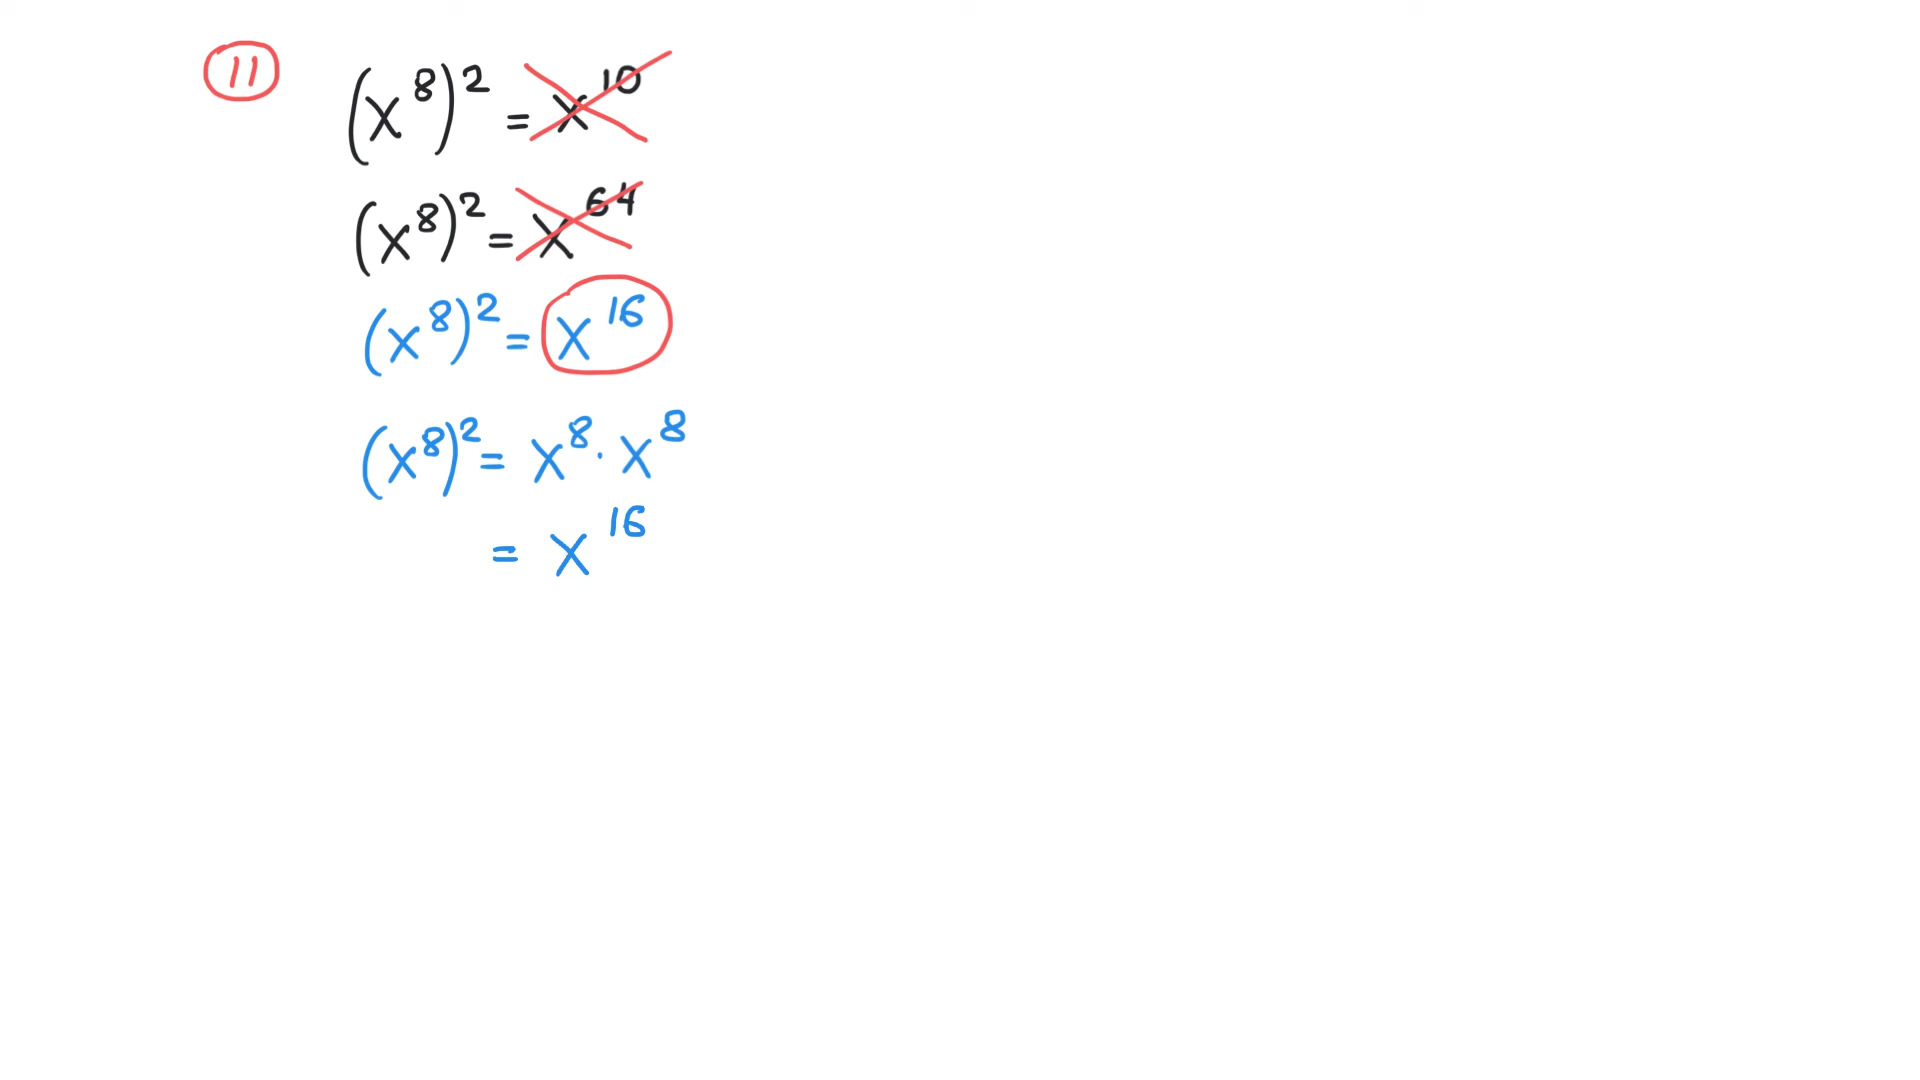 11 (x⁸)² = x¹⁰
(x⁸)² = x⁶⁴
(x⁸)² = x¹⁶
(x⁸)² = x⁸ · x⁸
= x¹⁶